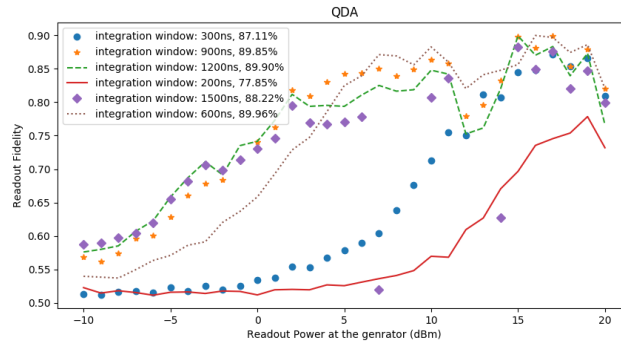 QDA
integration window: 300ns, 87.11%
integration window: 900ns, 89.85%
integration window: 1200ns, 89.90%
integration window: 200ns, 77.85%
integration window: 1500ns, 88.22%
integration window: 600ns, 89.96%
Readout Fidelity
0.90
0.85
0.80
0.75
0.70
0.65
0.60
0.55
0.50
−10
−5
0
5
10
15
20
Readout Power at the genrator (dBm)